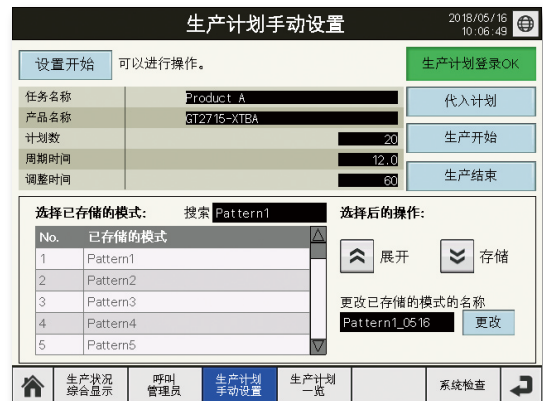 生产计划手动设置
2018/05/16
10:06:49
设置开始 可以进行操作。 生产计划登录OK
任务名称 Product A 代入计划
产品名称 GT2715-XTBA
计划数 20 生产开始
周期时间 12.0
调整时间 60 生产结束
选择已存储的模式: 搜索 Pattern1 选择后的操作:
No. 已存储的模式
1 Pattern1 展开 存储
2 Pattern2
3 Pattern3 更改已存储的模式的名称
4 Pattern4 Pattern1_0516 更改
5 Pattern5
生产状况 呼叫 生产计划 生产计划 系统检查
综合显示 管理员 手动设置 一览